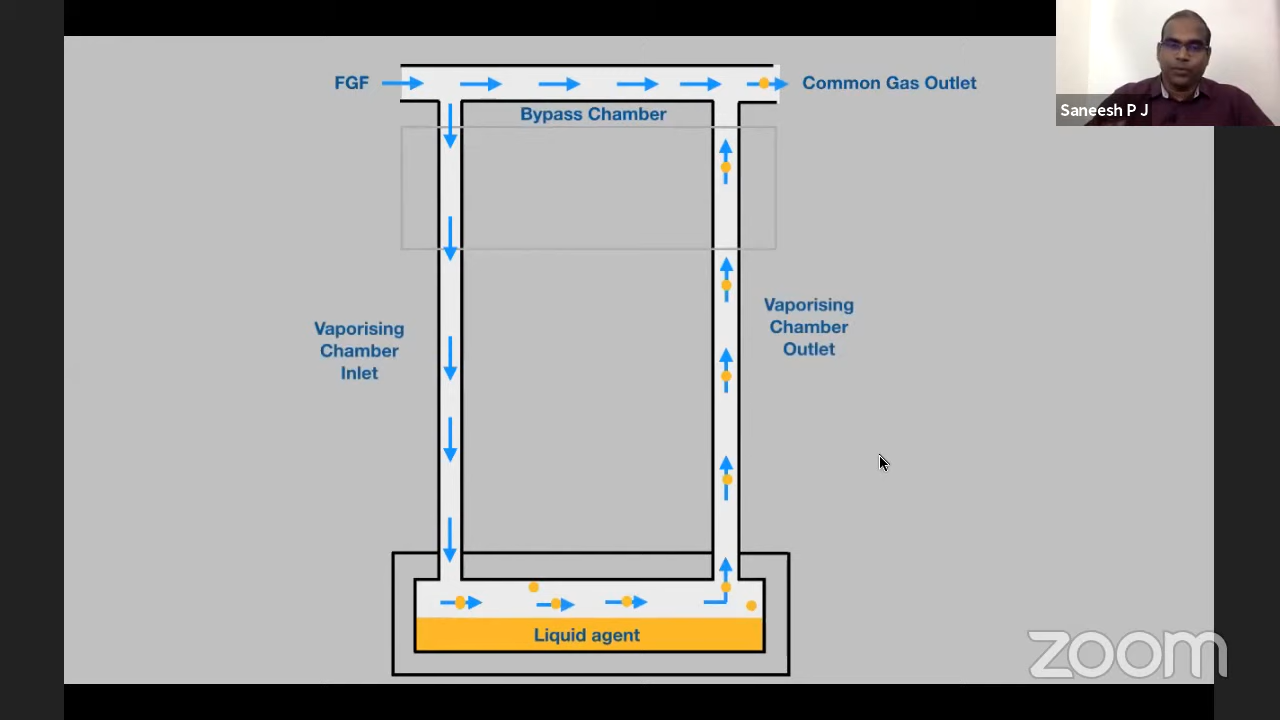 FGF
Common Gas Outlet
Saneesh P J
Bypass Chamber
Vaporising
Chamber
Inlet
Vaporising
Chamber
Outlet
Liquid agent
zoom